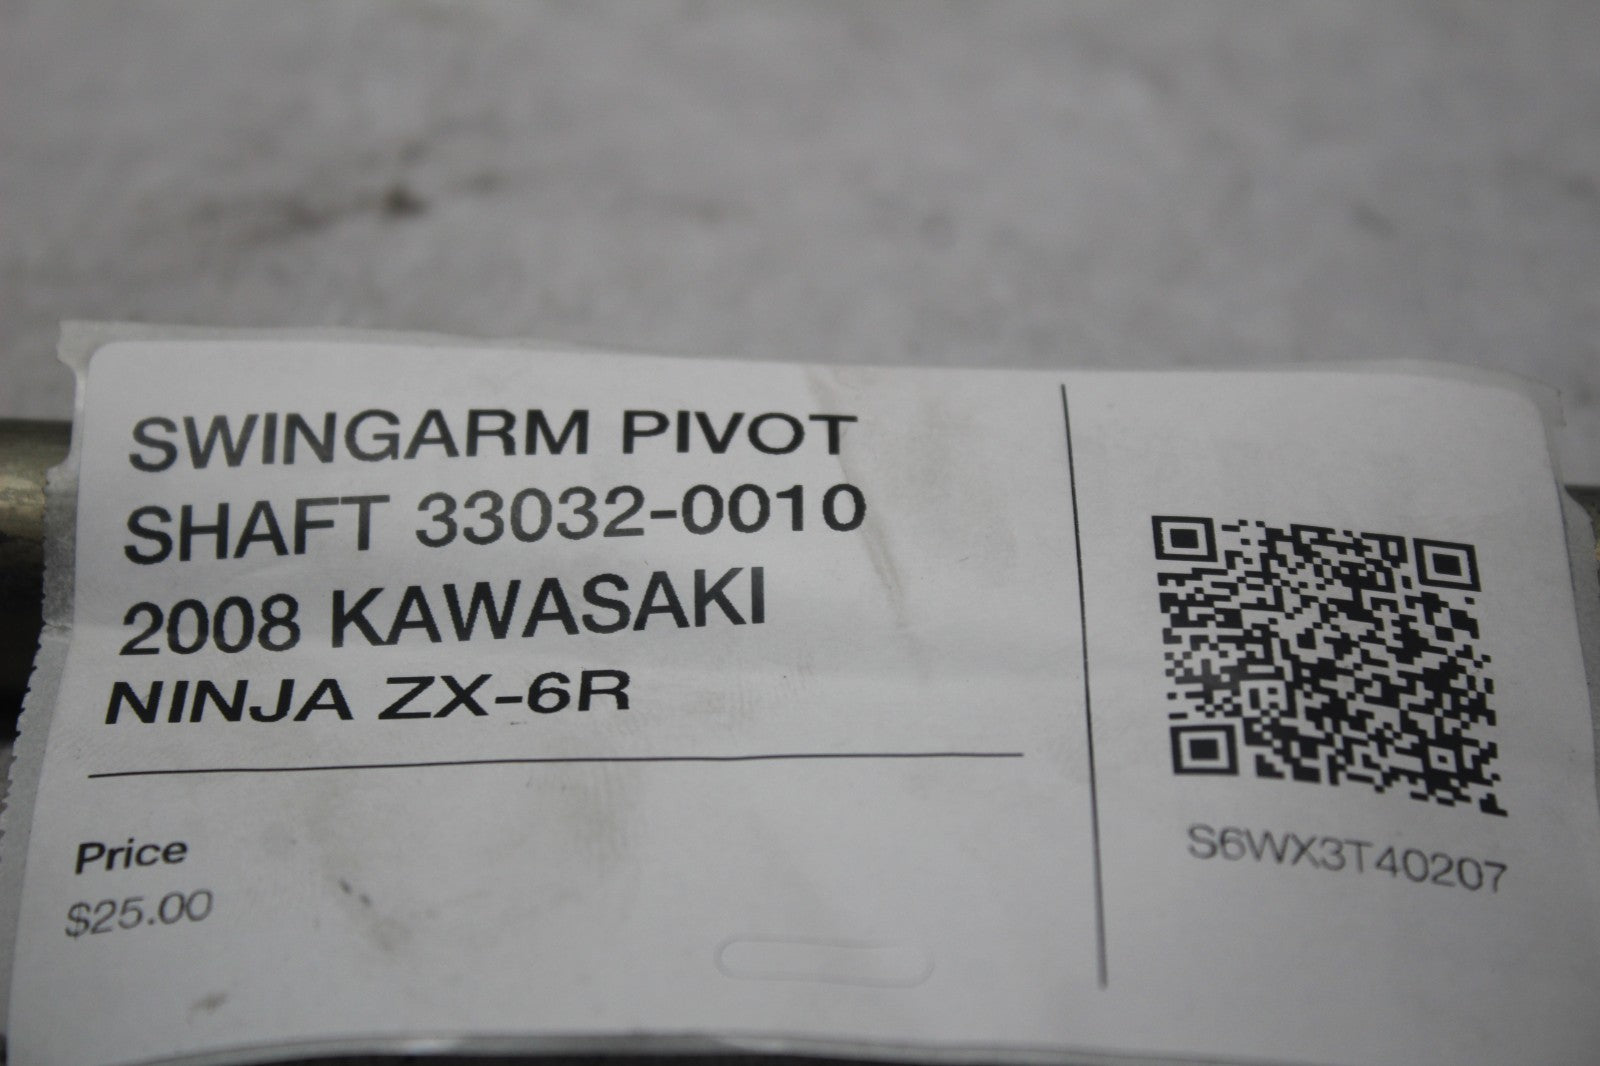 SWINGARM PIVOT
SHAFT 33032-0010
2008 KAWASAKI
NINJA ZX-6R
Price
$25.00
S6WX3T40207